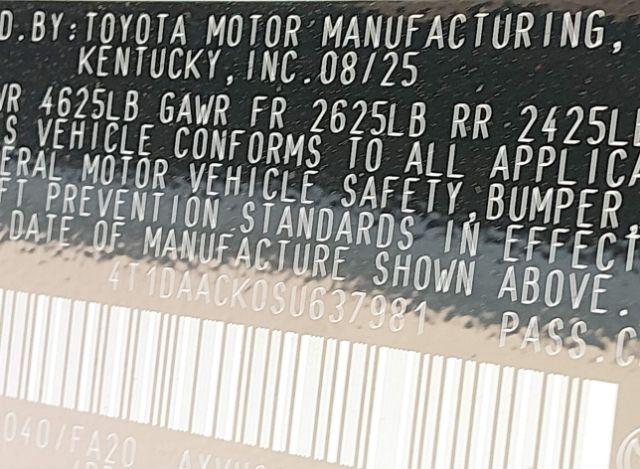 D. BY: TOYOTA MOTOR MANUFACTURING,
KENTUCKY, INC. 08/25
WR 4625LB GAWR FR 2625LB RR 2425LB
S VEHICLE CONFORMS TO ALL APPLICA
ERAL MOTOR VEHICLE SAFETY, BUMPER
FT PREVENTION STANDARDS IN EFFECT
DATE OF MANUFACTURE SHOWN ABOVE.
4T1DAACK0SU637981 PASS.C
040/FA20